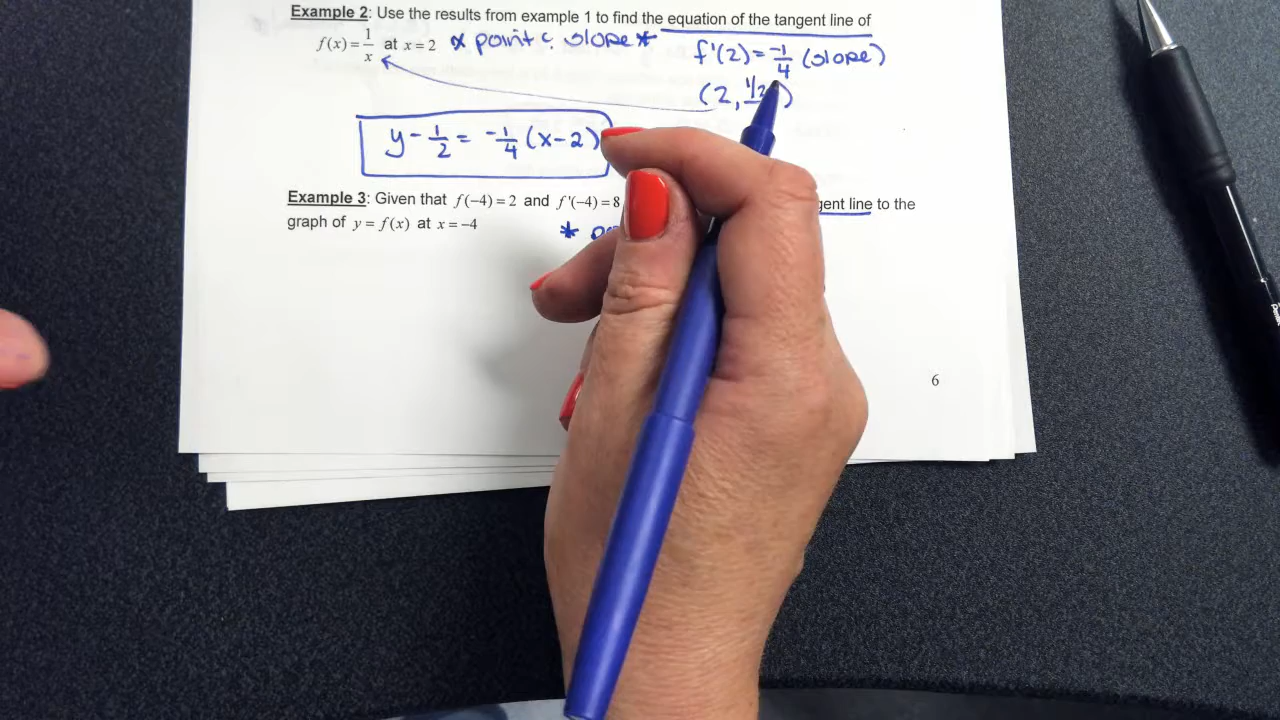 Example 2: Use the results from example 1 to find the equation of the tangent line of
f(x) = 1/x at x = 2 * point & slope *
f'(2) = -1/4 (slope)
(2, 1/2)
y - 1/2 = -1/4 (x - 2)
Example 3: Given that f(−4) = 2 and f'(−4) = 8 gent line to the
graph of y = f(x) at x = −4 *
6